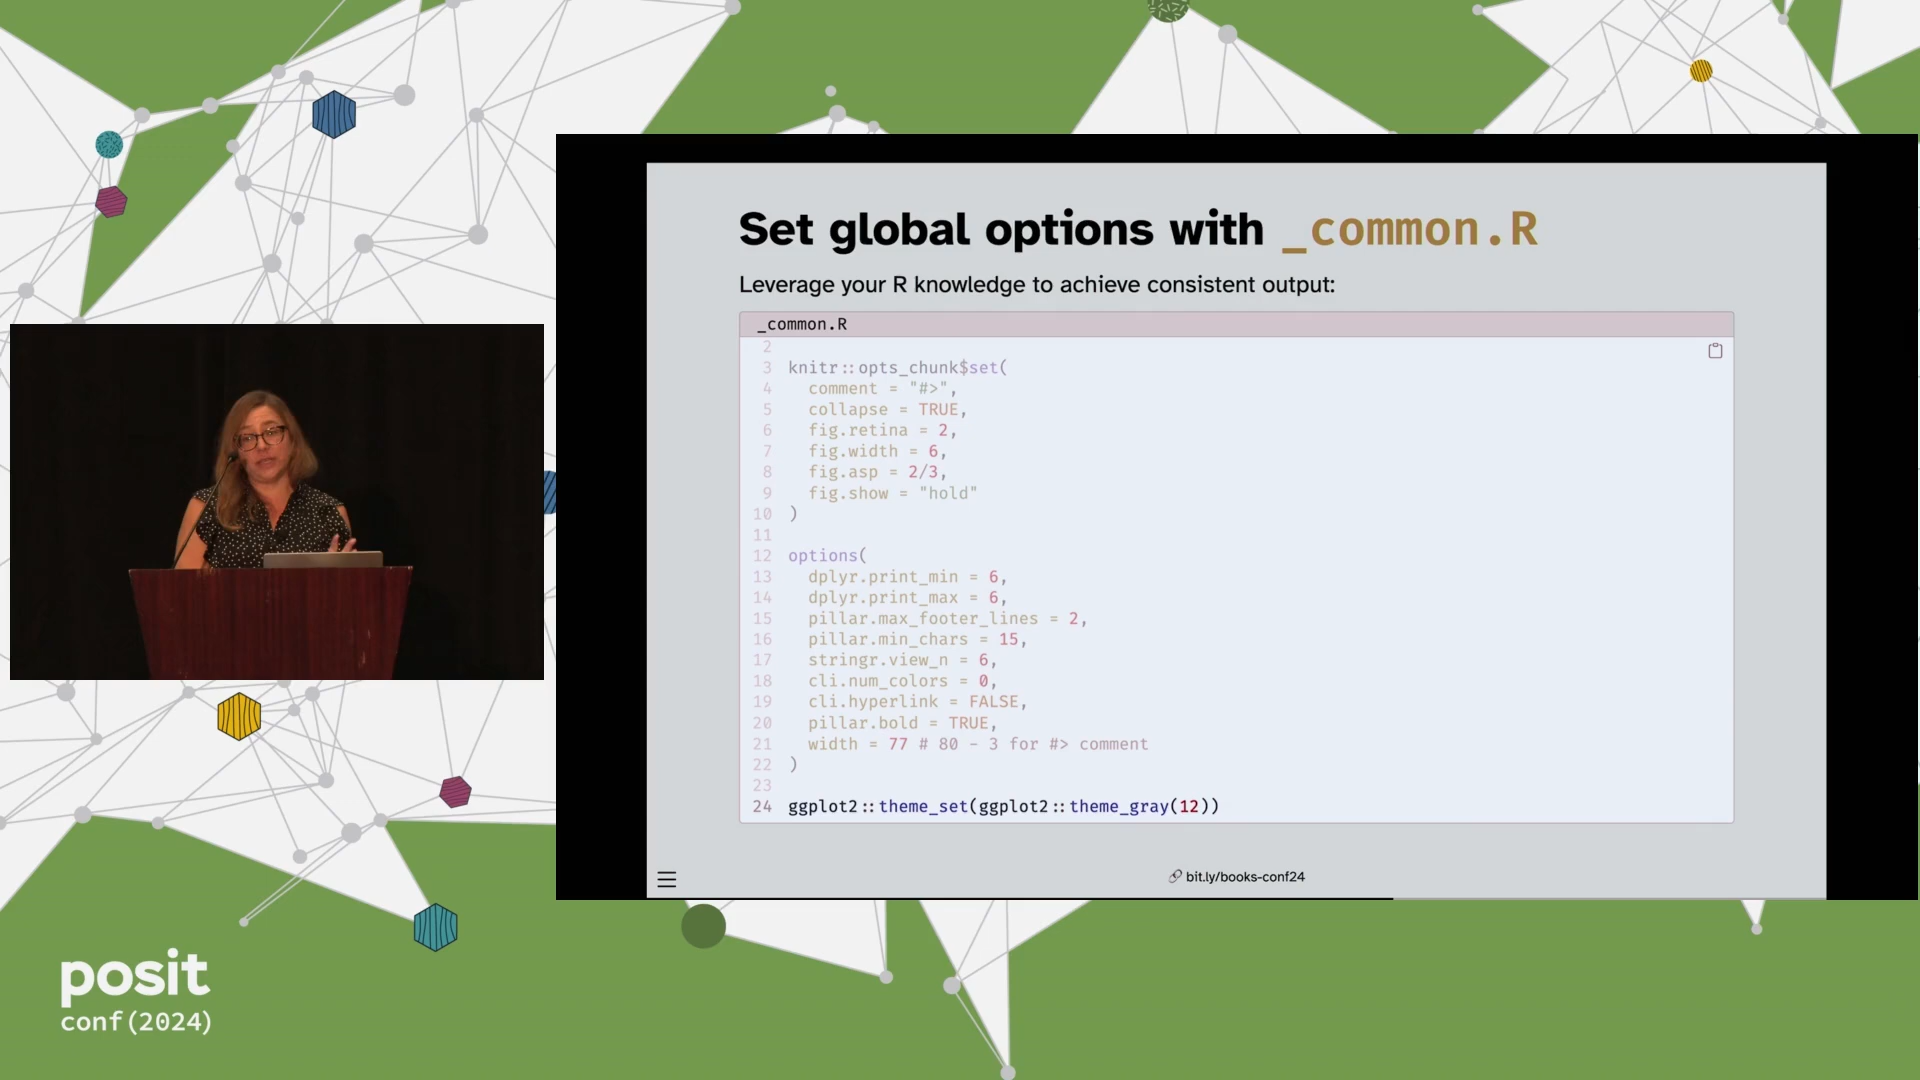 Set global options with _common.R
Leverage your R knowledge to achieve consistent output:
_common.R
2
3 knitr::opts_chunk$set(
4   comment = "#>",
5   collapse = TRUE,
6   fig.retina = 2,
7   fig.width = 6,
8   fig.asp = 2/3,
9   fig.show = "hold"
10 )
11
12 options(
13   dplyr.print_min = 6,
14   dplyr.print_max = 6,
15   pillar.max_footer_lines = 2,
16   pillar.min_chars = 15,
17   stringr.view_n = 6,
18   cli.num_colors = 0,
19   cli.hyperlink = FALSE,
20   pillar.bold = TRUE,
21   width = 77 # 80 - 3 for #> comment
22 )
23
24 ggplot2::theme_set(ggplot2::theme_gray(12))
bit.ly/books-conf24
posit
conf(2024)